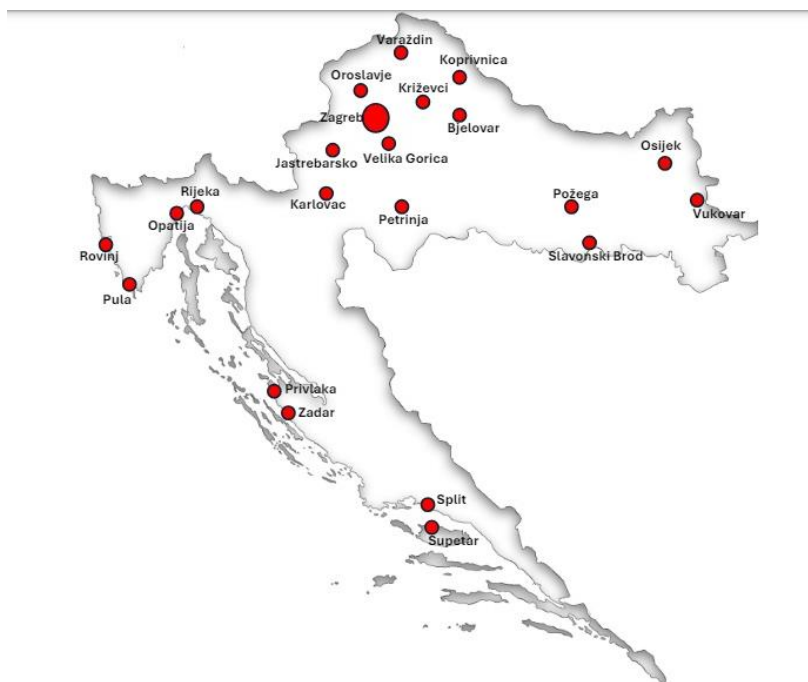 Varaždin
Koprivnica
Oroslavje
Križevci
Zagreb
Bjelovar
Velika Gorica
Jastrebarsko
Osijek
Rijeka
Karlovac
Petrinja
Požega
Vukovar
Opatija
Rovinj
Slavonski Brod
Pula
Privlaka
Zadar
Split
Supetar